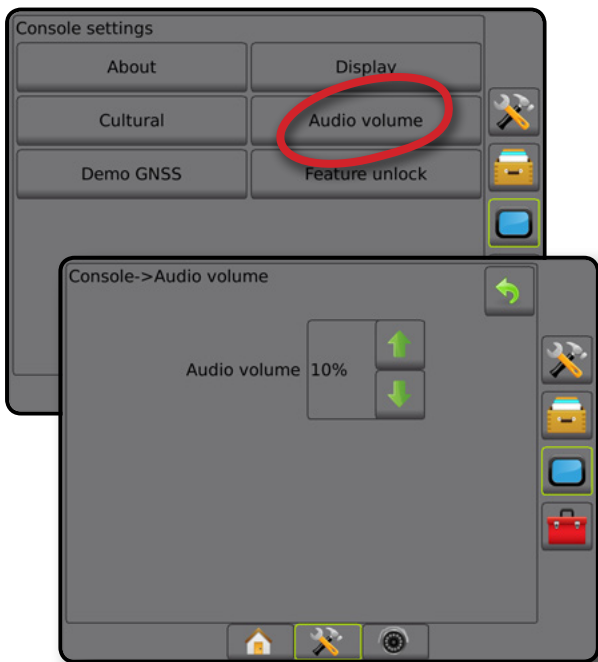 Console settings
About
Display
Cultural
Audio volume
Demo GNSS
Feature unlock
Console->Audio volume
Audio volume 10%